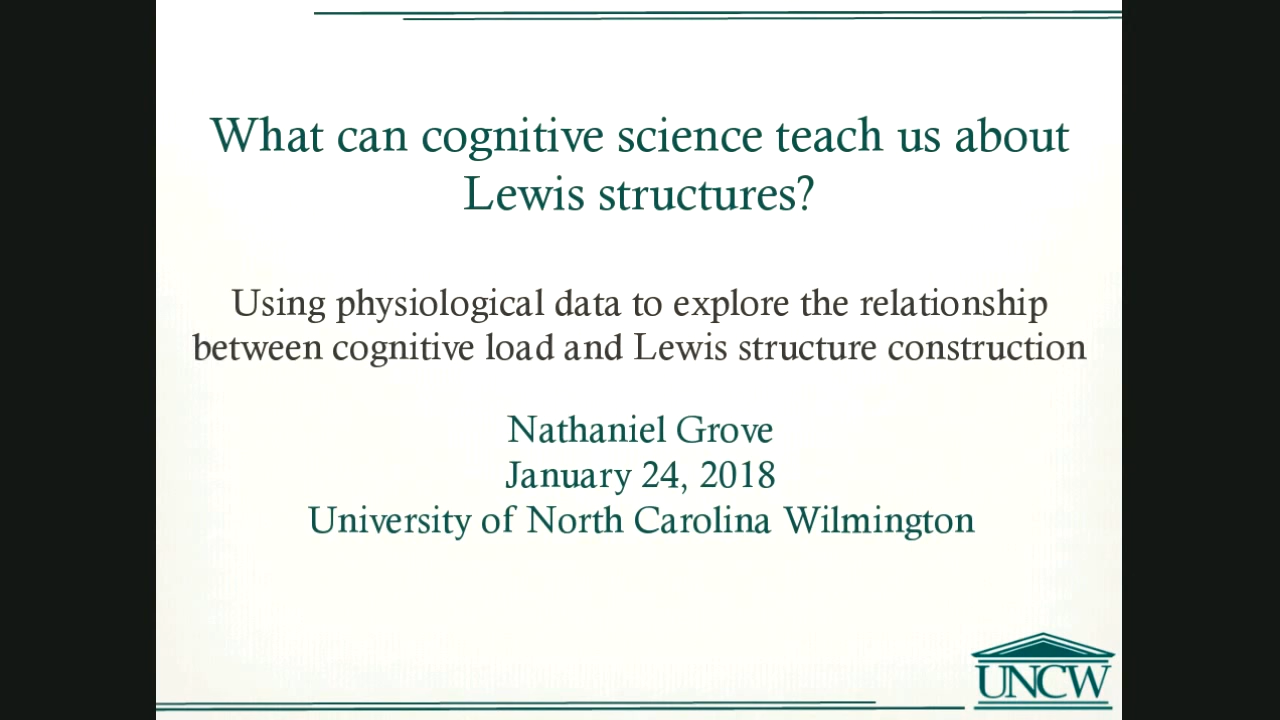 What can cognitive science teach us about
Lewis structures?
Using physiological data to explore the relationship
between cognitive load and Lewis structure construction
Nathaniel Grove
January 24, 2018
University of North Carolina Wilmington
UNCW